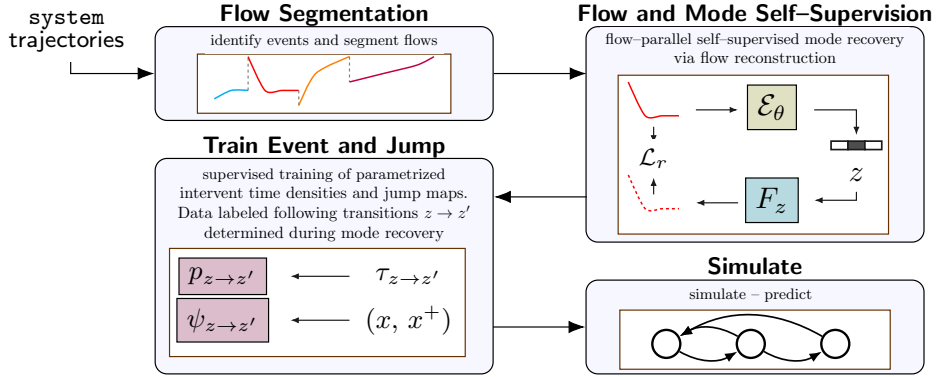 system
trajectories
Flow Segmentation
identify events and segment flows
Flow and Mode Self–Supervision
flow–parallel self–supervised mode recovery
via flow reconstruction
ℰ_θ
ℒ_r
z
F_z
Train Event and Jump
supervised training of parametrized
intervent time densities and jump maps.
Data labeled following transitions z → z′
determined during mode recovery
p_{z→z′} τ_{z→z′}
ψ_{z→z′} (x, x⁺)
Simulate
simulate – predict